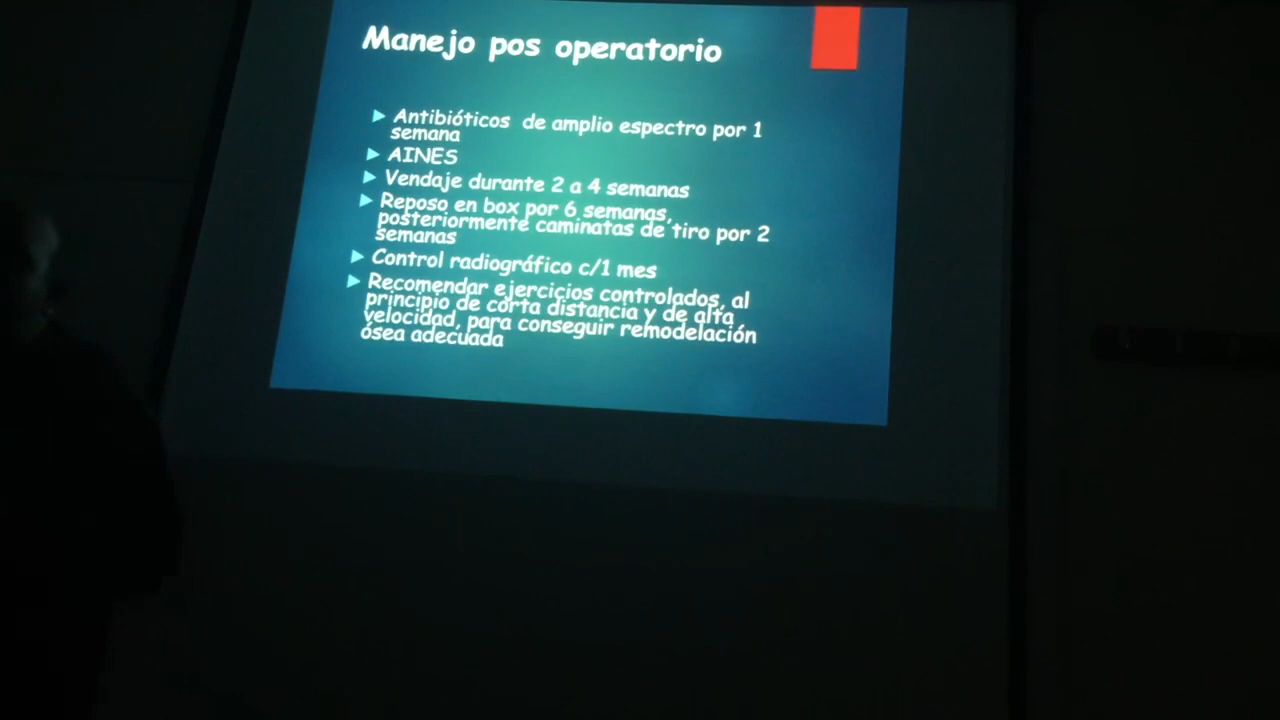 Manejo pos operatorio
Antibióticos de amplio espectro por 1
semana
AINES
Vendaje durante 2 a 4 semanas
Reposo en box por 6 semanas,
posteriormente caminatas de tiro por 2
semanas
Control radiográfico c/1 mes
Recomendar ejercicios controlados, al
principio de corta distancia y de alta
velocidad, para conseguir remodelación
ósea adecuada